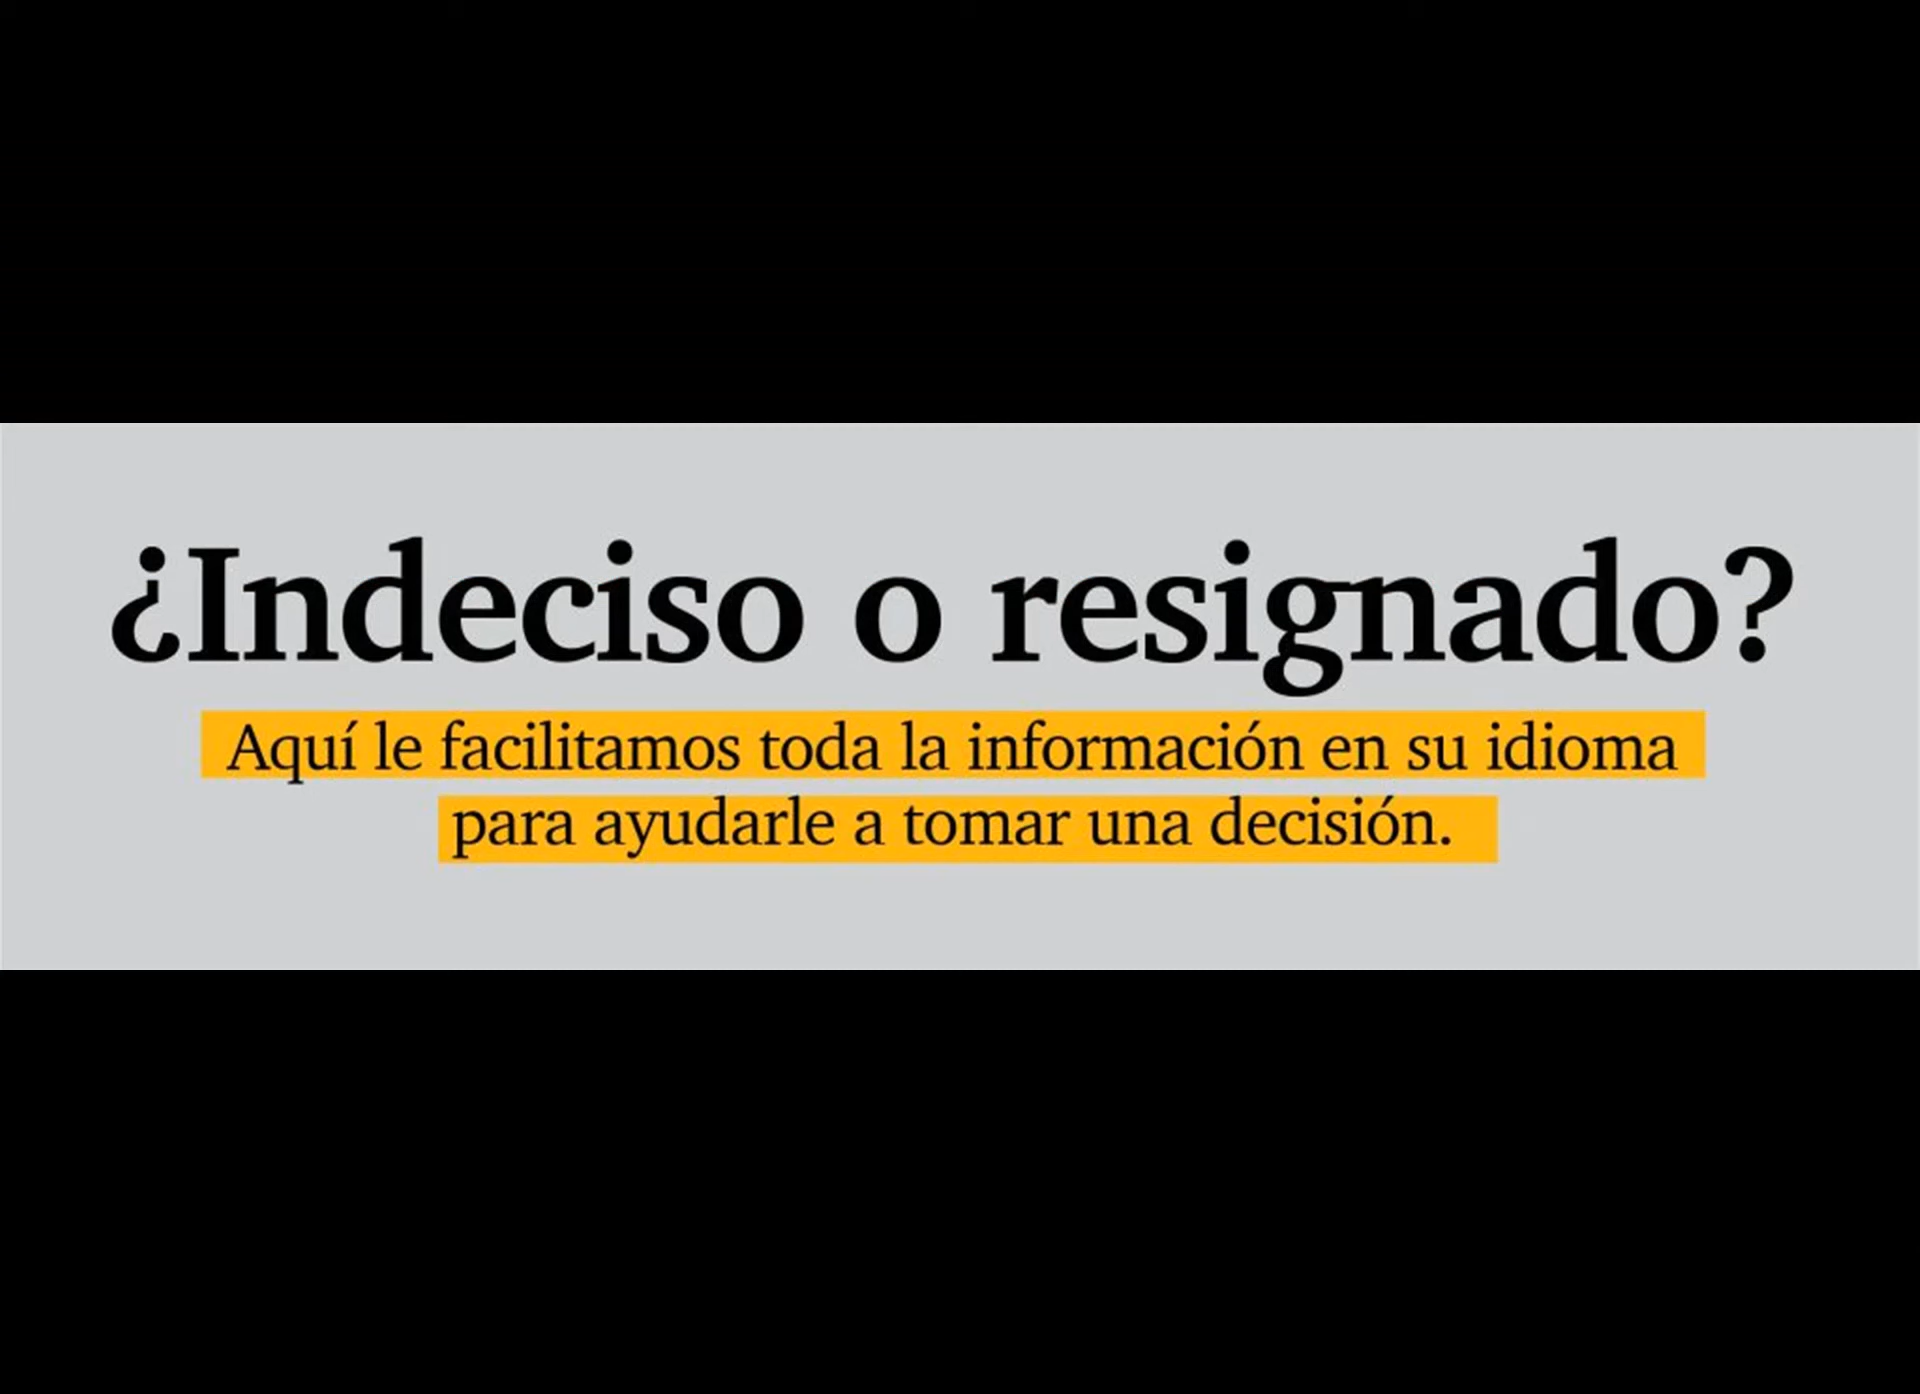 ¿Indeciso o resignado?
Aquí le facilitamos toda la información en su idioma
para ayudarle a tomar una decisión.